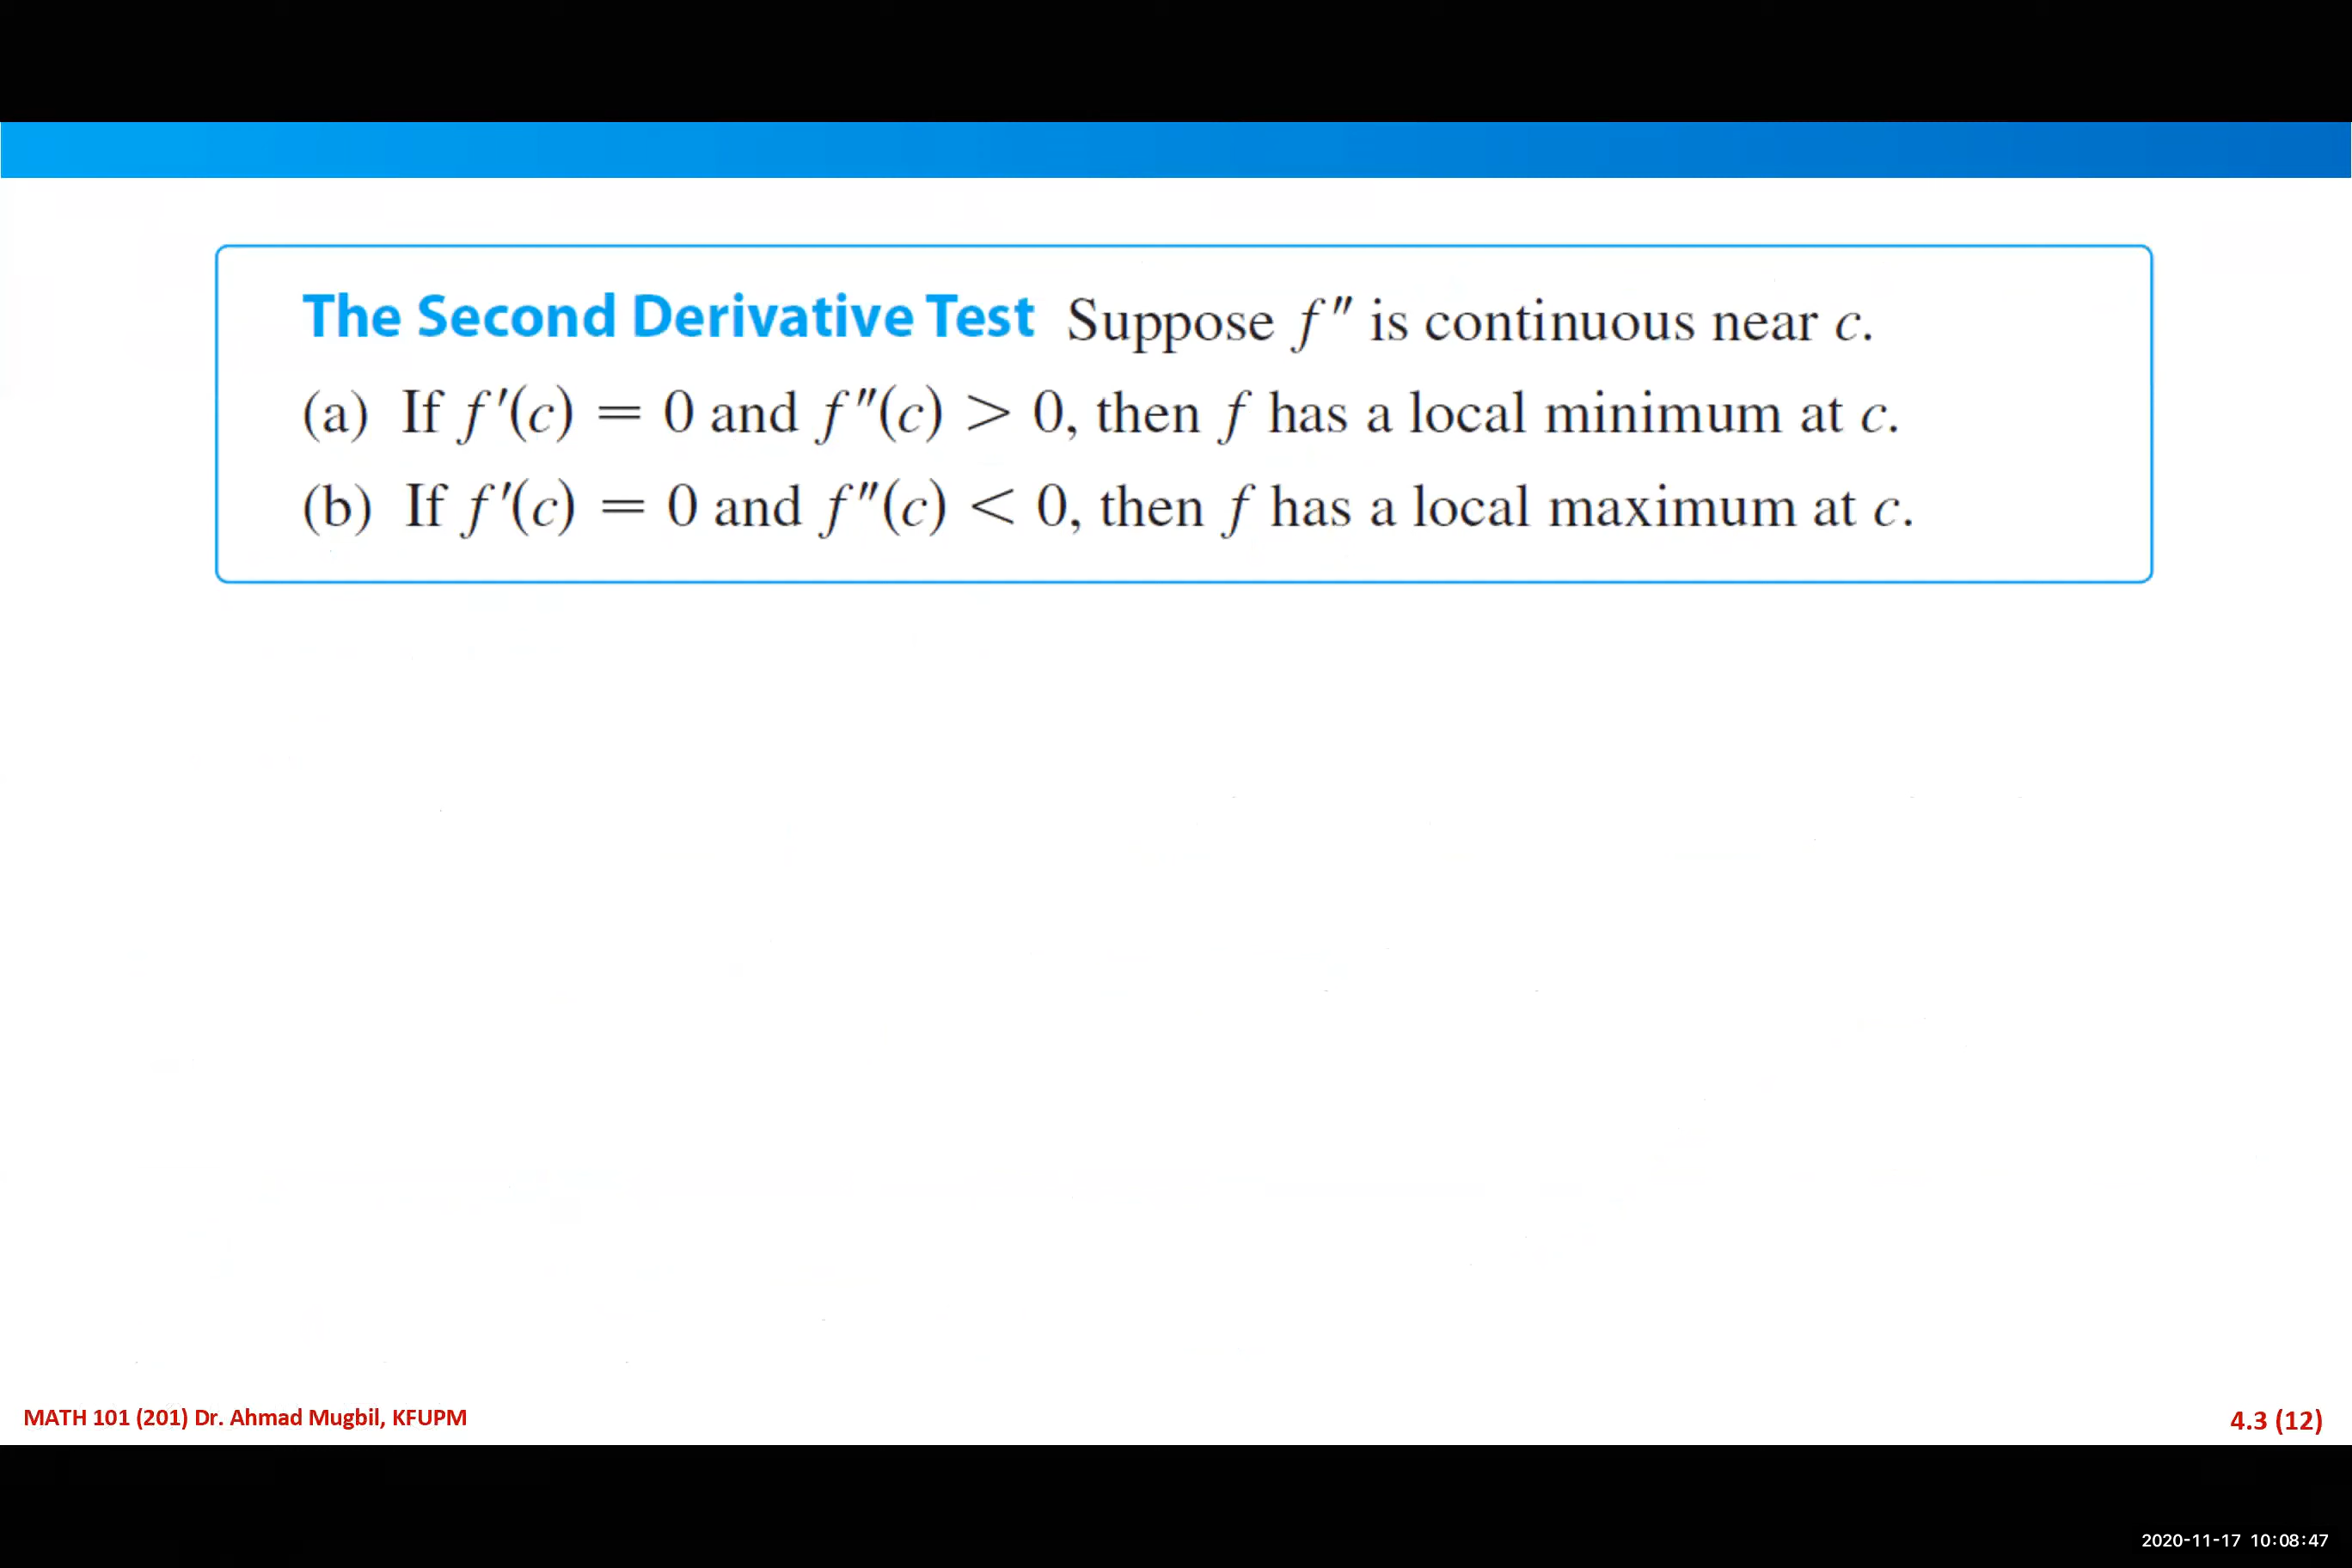 The Second Derivative Test Suppose f″ is continuous near c.
(a) If f′(c) = 0 and f″(c) > 0, then f has a local minimum at c.
(b) If f′(c) = 0 and f″(c) < 0, then f has a local maximum at c.
MATH 101 (201) Dr. Ahmad Mugbil, KFUPM
4.3 (12)
2020-11-17 10:08:47